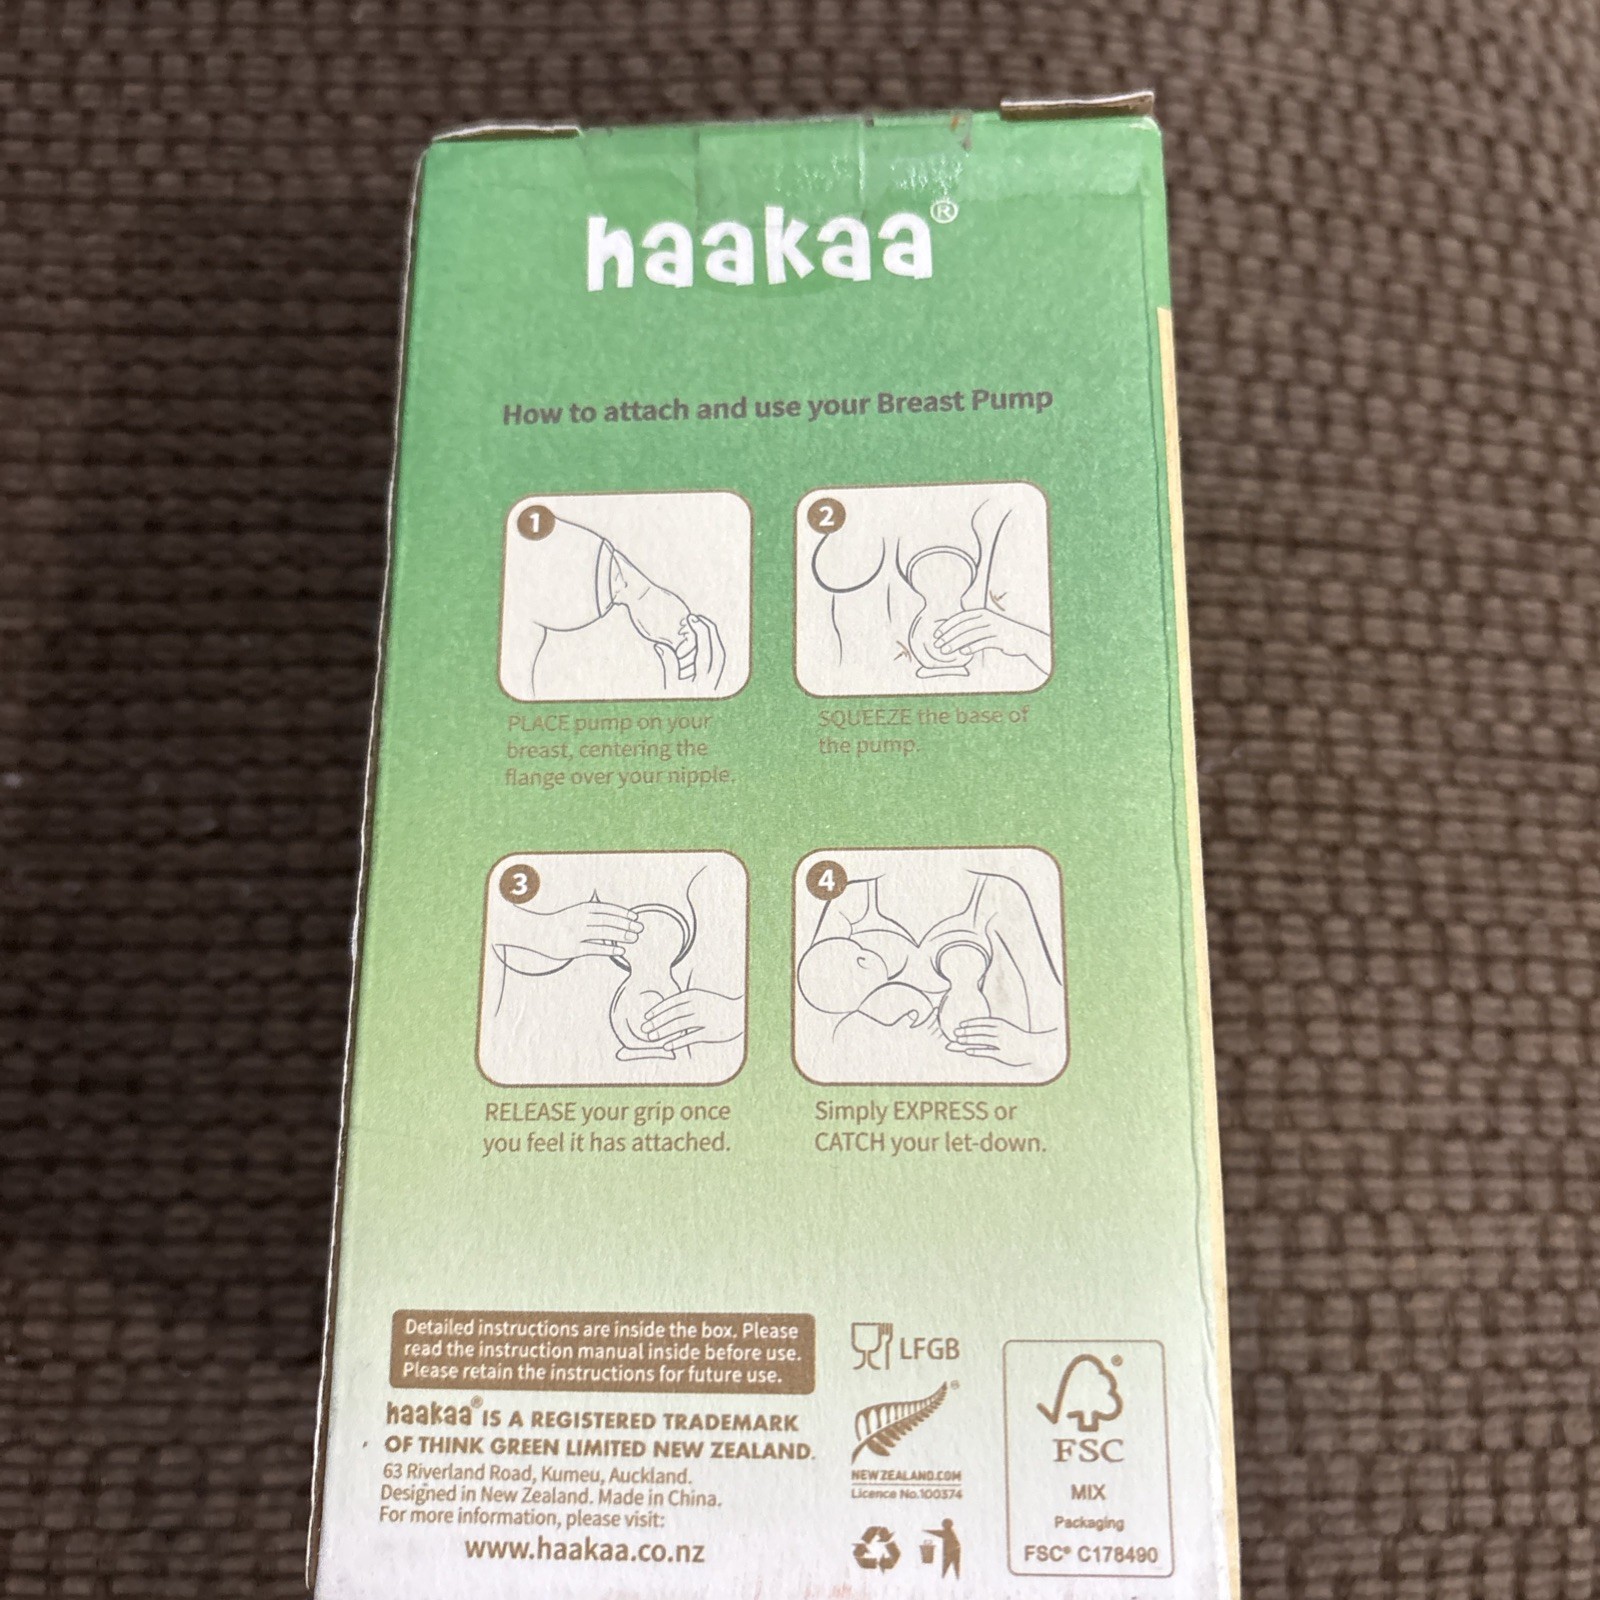 haakaa®
How to attach and use your Breast Pump
1
2
PLACE pump on your
breast, centering the
flange over your nipple.
SQUEEZE the base of
the pump.
3
4
RELEASE your grip once
you feel it has attached.
Simply EXPRESS or
CATCH your let-down.
Detailed instructions are inside the box. Please
read the instruction manual inside before use.
Please retain the instructions for future use.
haakaa® IS A REGISTERED TRADEMARK
OF THINK GREEN LIMITED NEW ZEALAND.
63 Riverland Road, Kumeu, Auckland.
Designed in New Zealand. Made in China.
For more information, please visit:
www.haakaa.co.nz
LFGB
®
NEWZEALAND.COM
Licence No.100374
®
FSC
MIX
Packaging
FSC® C178490